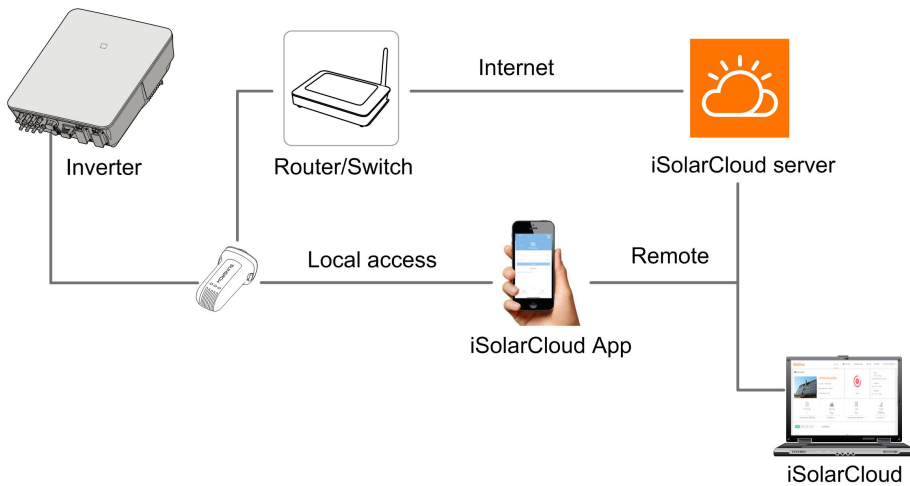 Internet
Inverter
Router/Switch
iSolarCloud server
Local access
Remote
iSolarCloud App
iSolarCloud